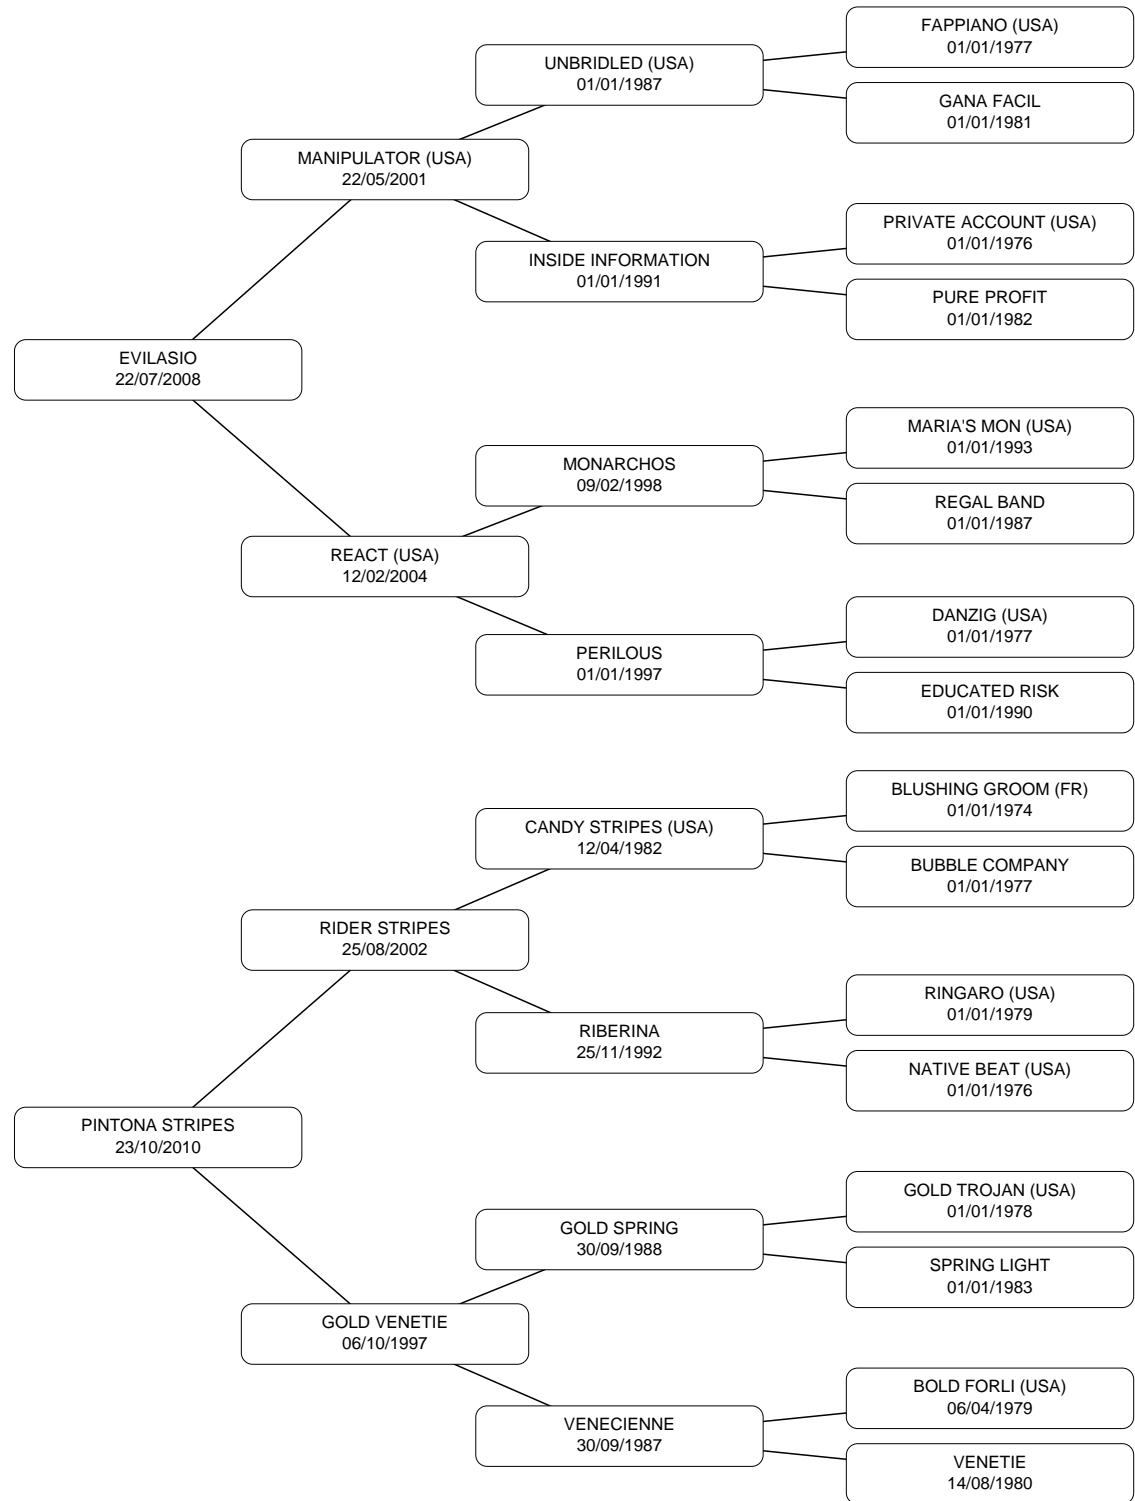 FAPPIANO (USA)
01/01/1977
UNBRIDLED (USA)
01/01/1987
GANA FACIL
01/01/1981
MANIPULATOR (USA)
22/05/2001
PRIVATE ACCOUNT (USA)
01/01/1976
INSIDE INFORMATION
01/01/1991
PURE PROFIT
01/01/1982
EVILASIO
22/07/2008
MARIA'S MON (USA)
01/01/1993
MONARCHOS
09/02/1998
REGAL BAND
01/01/1987
REACT (USA)
12/02/2004
DANZIG (USA)
01/01/1977
PERILOUS
01/01/1997
EDUCATED RISK
01/01/1990
BLUSHING GROOM (FR)
01/01/1974
CANDY STRIPES (USA)
12/04/1982
BUBBLE COMPANY
01/01/1977
RIDER STRIPES
25/08/2002
RINGARO (USA)
01/01/1979
RIBERINA
25/11/1992
NATIVE BEAT (USA)
01/01/1976
PINTONA STRIPES
23/10/2010
GOLD TROJAN (USA)
01/01/1978
GOLD SPRING
30/09/1988
SPRING LIGHT
01/01/1983
GOLD VENETIE
06/10/1997
BOLD FORLI (USA)
06/04/1979
VENECIENNE
30/09/1987
VENETIE
14/08/1980